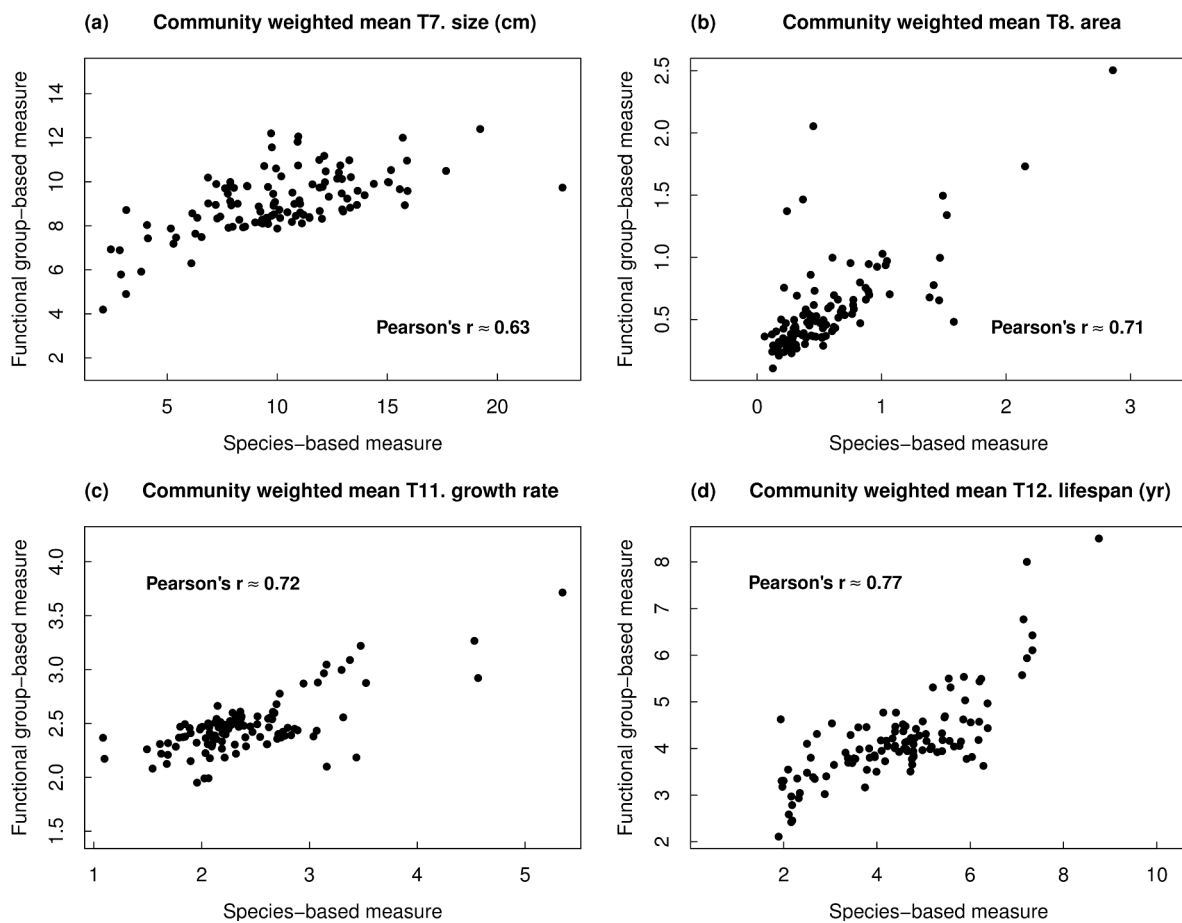 (a) Community weighted mean T7. size (cm)
Functional group−based measure
14
12
10
8
6
4
2
Pearson's r ≈ 0.63
5 10 15 20
Species−based measure
(b) Community weighted mean T8. area
Functional group−based measure
2.5
2.0
1.5
1.0
0.5
Pearson's r ≈ 0.71
0 1 2 3
Species−based measure
(c) Community weighted mean T11. growth rate
Functional group−based measure
4.0
3.5
3.0
2.5
2.0
1.5
Pearson's r ≈ 0.72
1 2 3 4 5
Species−based measure
(d) Community weighted mean T12. lifespan (yr)
Functional group−based measure
8
7
6
5
4
3
2
Pearson's r ≈ 0.77
2 4 6 8 10
Species−based measure